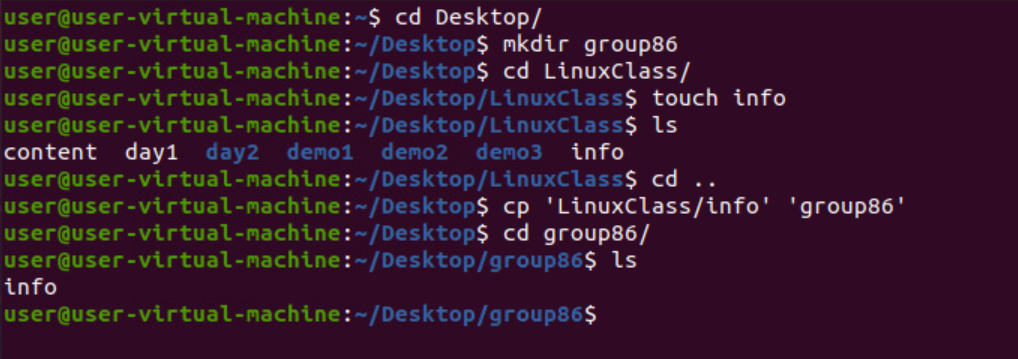 user@user-virtual-machine:~$ cd Desktop/
user@user-virtual-machine:~/Desktop$ mkdir group86
user@user-virtual-machine:~/Desktop$ cd LinuxClass/
user@user-virtual-machine:~/Desktop/LinuxClass$ touch info
user@user-virtual-machine:~/Desktop/LinuxClass$ ls
content  day1  day2  demo1  demo2  demo3  info
user@user-virtual-machine:~/Desktop/LinuxClass$ cd ..
user@user-virtual-machine:~/Desktop$ cp 'LinuxClass/info' 'group86'
user@user-virtual-machine:~/Desktop$ cd group86/
user@user-virtual-machine:~/Desktop/group86$ ls
info
user@user-virtual-machine:~/Desktop/group86$